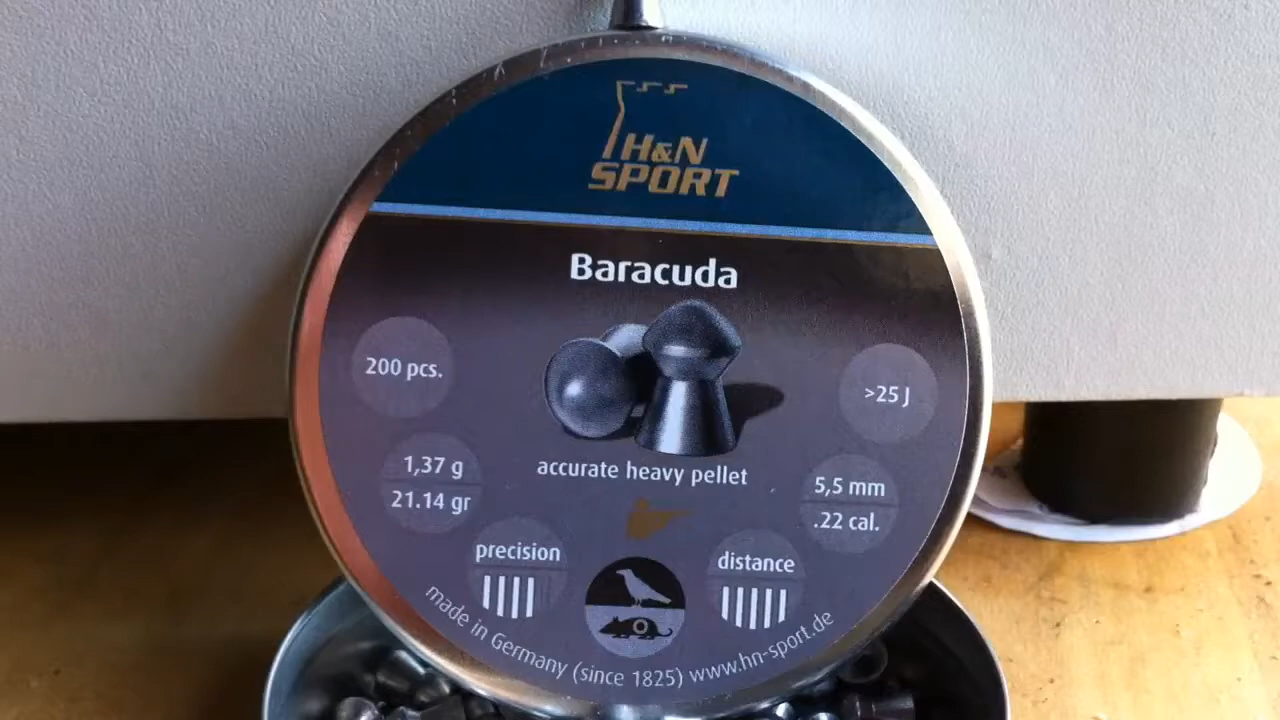 H&N
SPORT
Baracuda
200 pcs.
>25 J
1,37 g
21.14 gr
accurate heavy pellet
5,5 mm
.22 cal.
precision
distance
made in Germany (since 1825) www.hn-sport.de